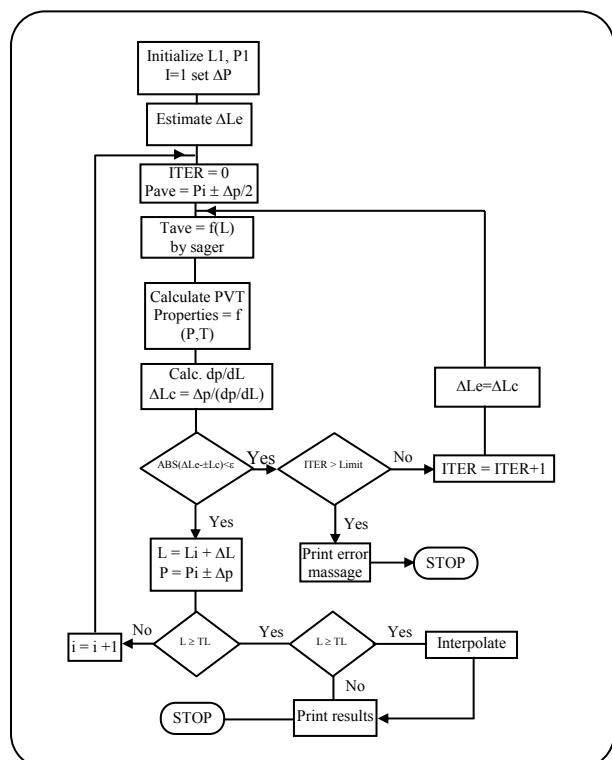 Initialize L1, P1
I=1 set ΔP
Estimate ΔLe
ITER = 0
Pave = Pi ± Δp/2
Tave = f(L)
by sager
Calculate PVT
Properties = f
(P,T)
Calc. dp/dL
ΔLc = Δp/(dp/dL)
ΔLe=ΔLc
ABS(ΔLe-±Lc)<ε
Yes
ITER > Limit
No
ITER = ITER+1
Yes
Yes
L = Li + ΔL
P = Pi ± Δp
Print error
massage
STOP
i = i +1
No
L ≥ TL
Yes
L ≥ TL
Yes
Interpolate
No
STOP
Print results